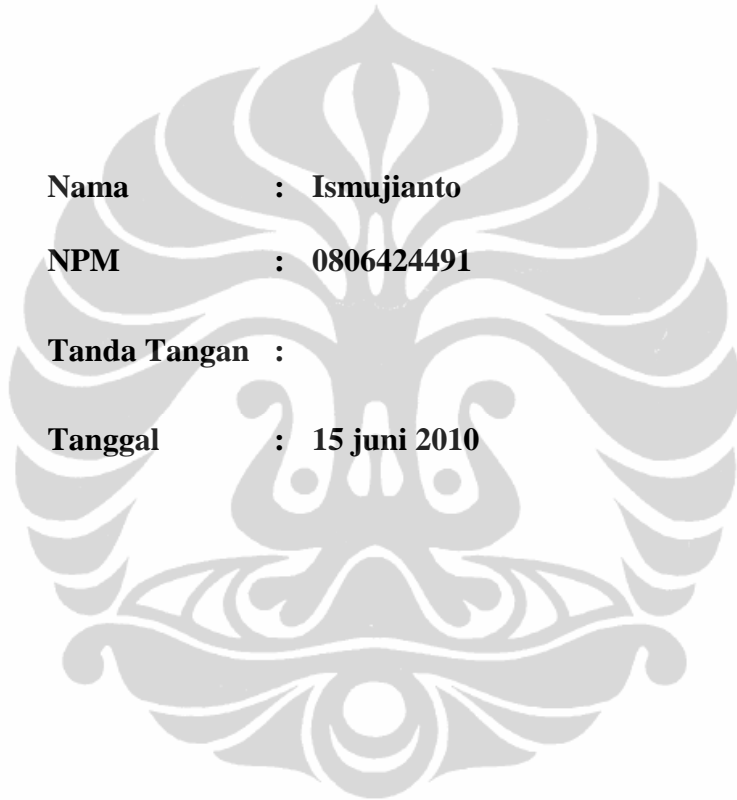 Nama : Ismujianto
NPM : 0806424491
Tanda Tangan :
Tanggal : 15 juni 2010